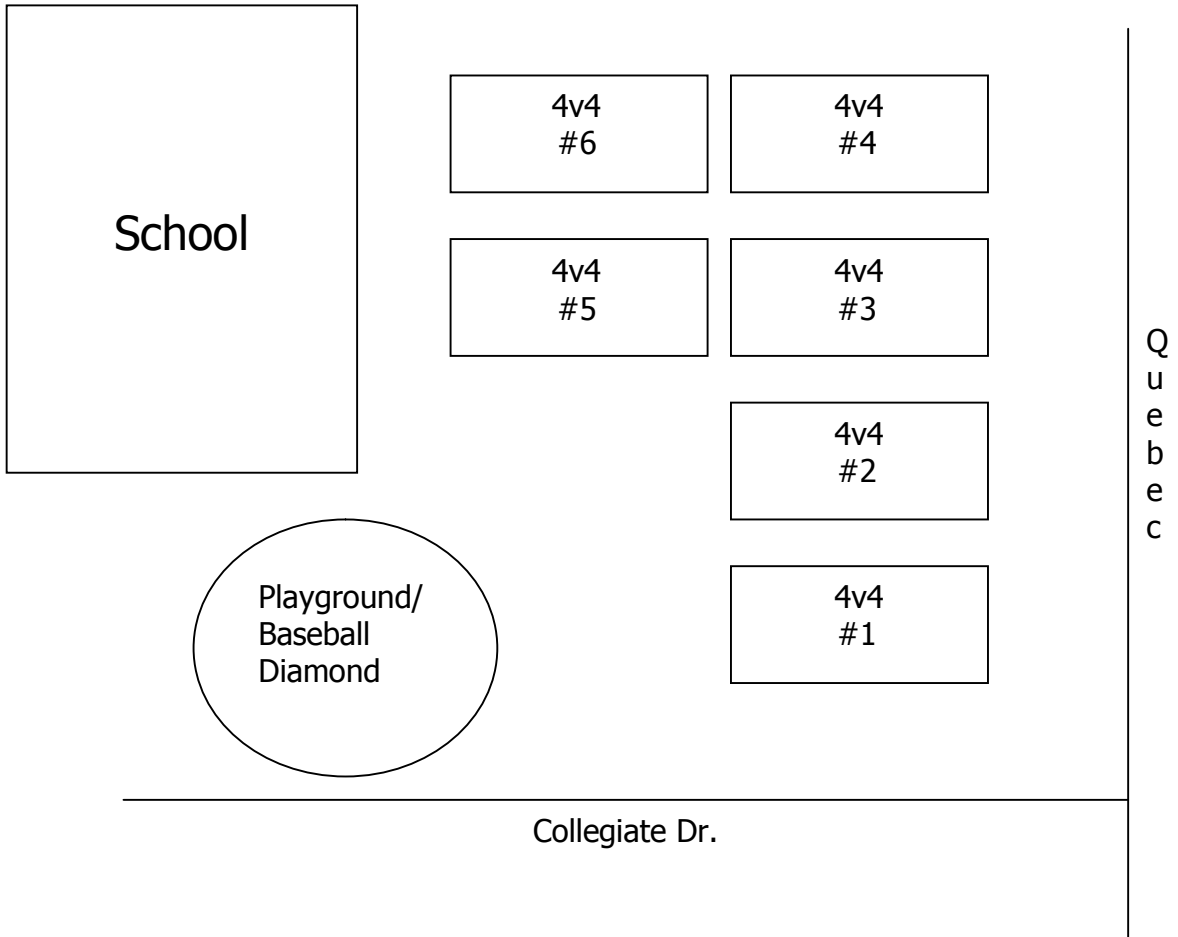 4v4
#6
4v4
#4
School
4v4
#5
4v4
#3
Q
u
e
b
e
c
4v4
#2
Playground/
Baseball
Diamond
4v4
#1
Collegiate Dr.